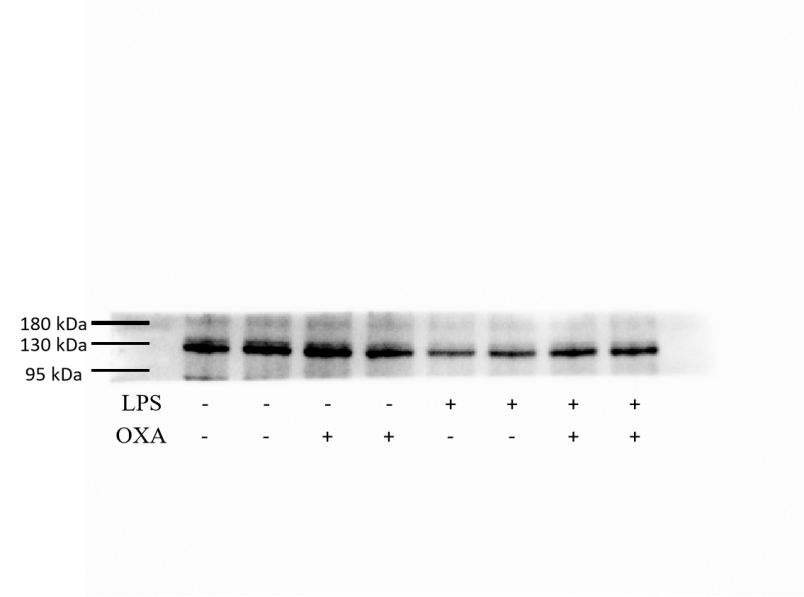 180 kDa
130 kDa
95 kDa
LPS - - - - + + + +
OXA - - + + - - + +